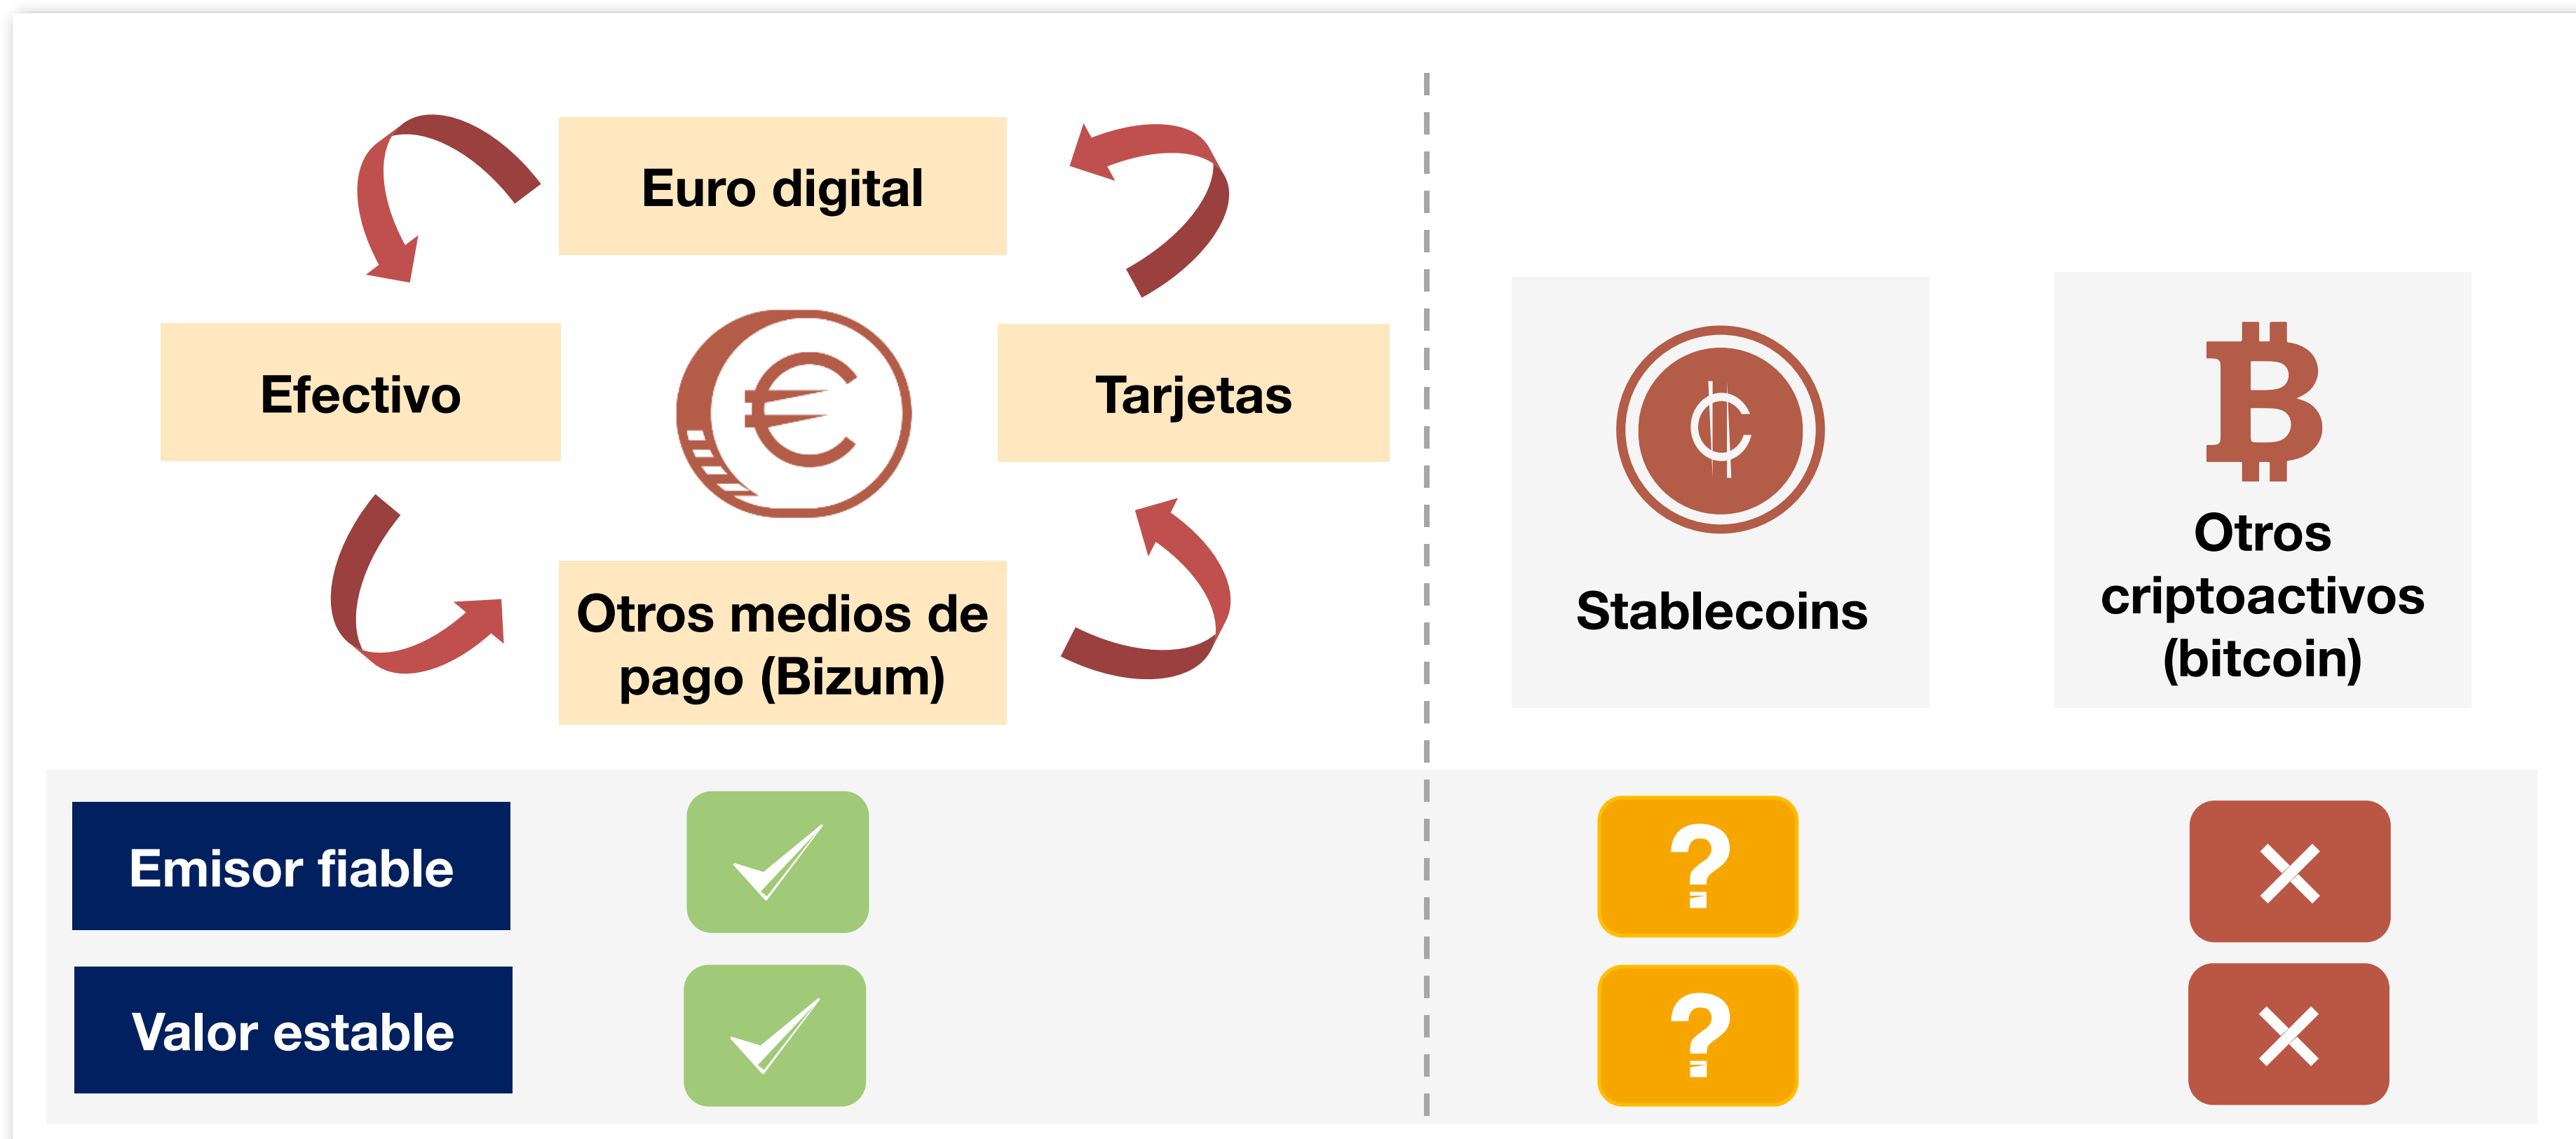 Euro digital
Efectivo
Tarjetas
Otros medios de
pago (Bizum)
Stablecoins
Otros
criptoactivos
(bitcoin)
Emisor fiable
?
Valor estable
?